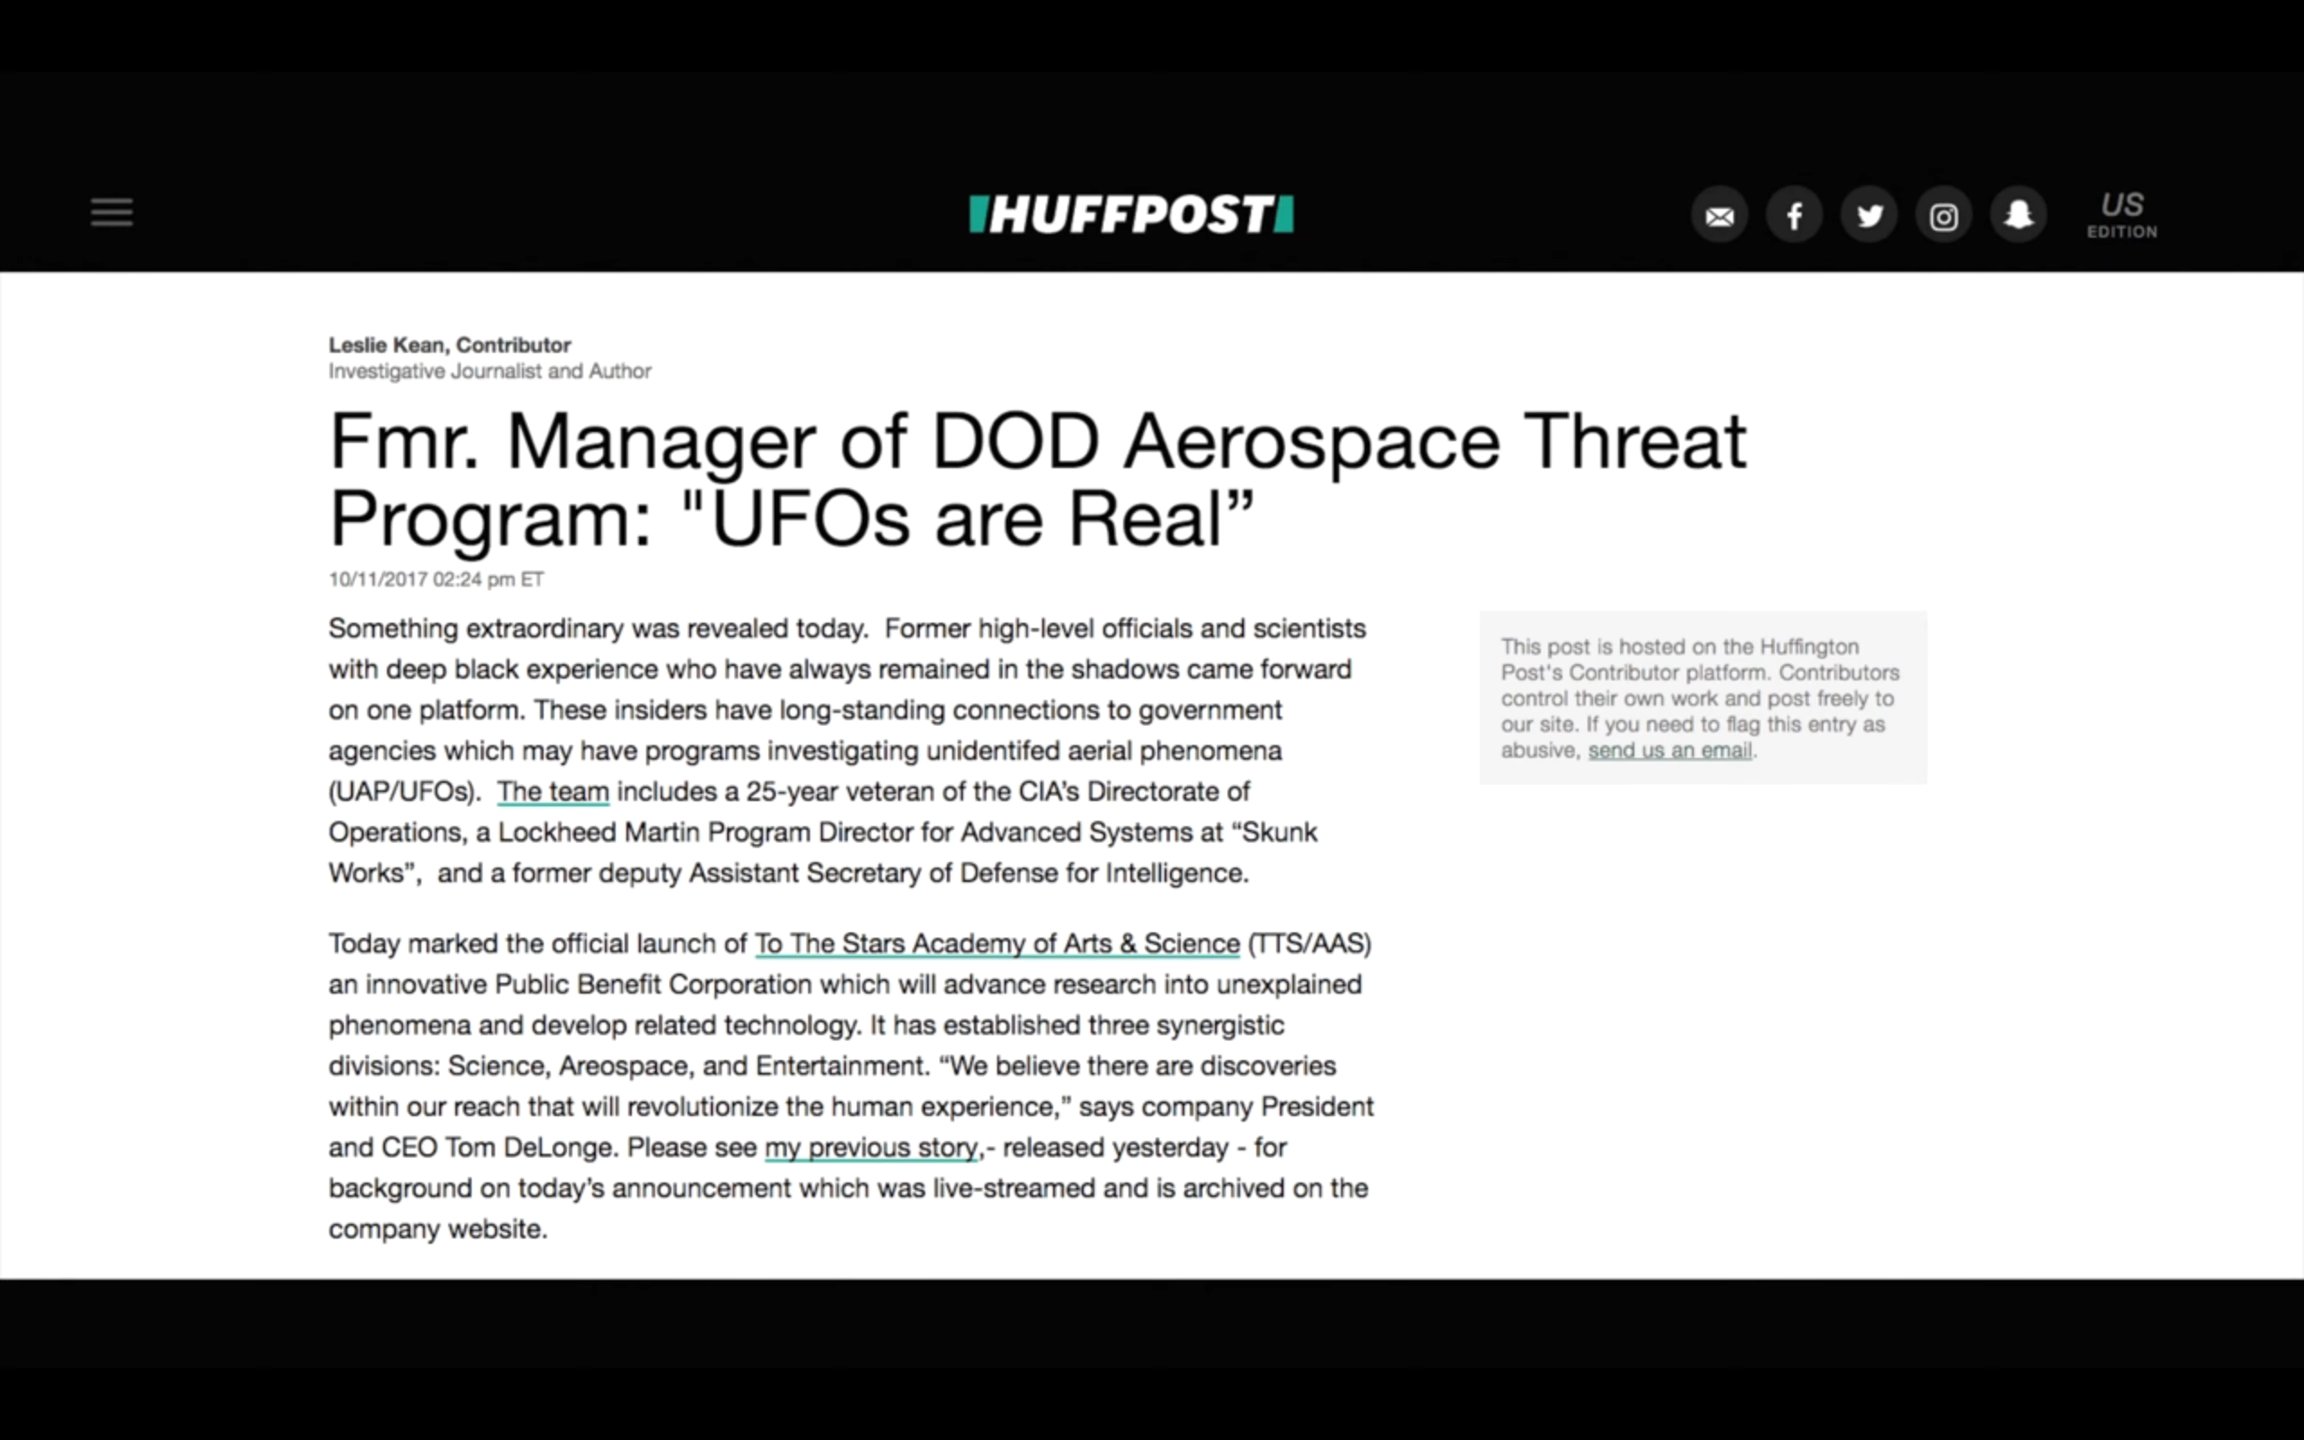 HUFFPOST
US
EDITION
Leslie Kean, Contributor
Investigative Journalist and Author
Fmr. Manager of DOD Aerospace Threat
Program: "UFOs are Real”
10/11/2017 02:24 pm ET
Something extraordinary was revealed today.  Former high-level officials and scientists
with deep black experience who have always remained in the shadows came forward
on one platform. These insiders have long-standing connections to government
agencies which may have programs investigating unidentifed aerial phenomena
(UAP/UFOs).  The team includes a 25-year veteran of the CIA’s Directorate of
Operations, a Lockheed Martin Program Director for Advanced Systems at “Skunk
Works”,  and a former deputy Assistant Secretary of Defense for Intelligence.
Today marked the official launch of To The Stars Academy of Arts & Science (TTS/AAS)
an innovative Public Benefit Corporation which will advance research into unexplained
phenomena and develop related technology. It has established three synergistic
divisions: Science, Areospace, and Entertainment. “We believe there are discoveries
within our reach that will revolutionize the human experience,” says company President
and CEO Tom DeLonge. Please see my previous story,- released yesterday - for
background on today’s announcement which was live-streamed and is archived on the
company website.
This post is hosted on the Huffington
Post's Contributor platform. Contributors
control their own work and post freely to
our site. If you need to flag this entry as
abusive, send us an email.